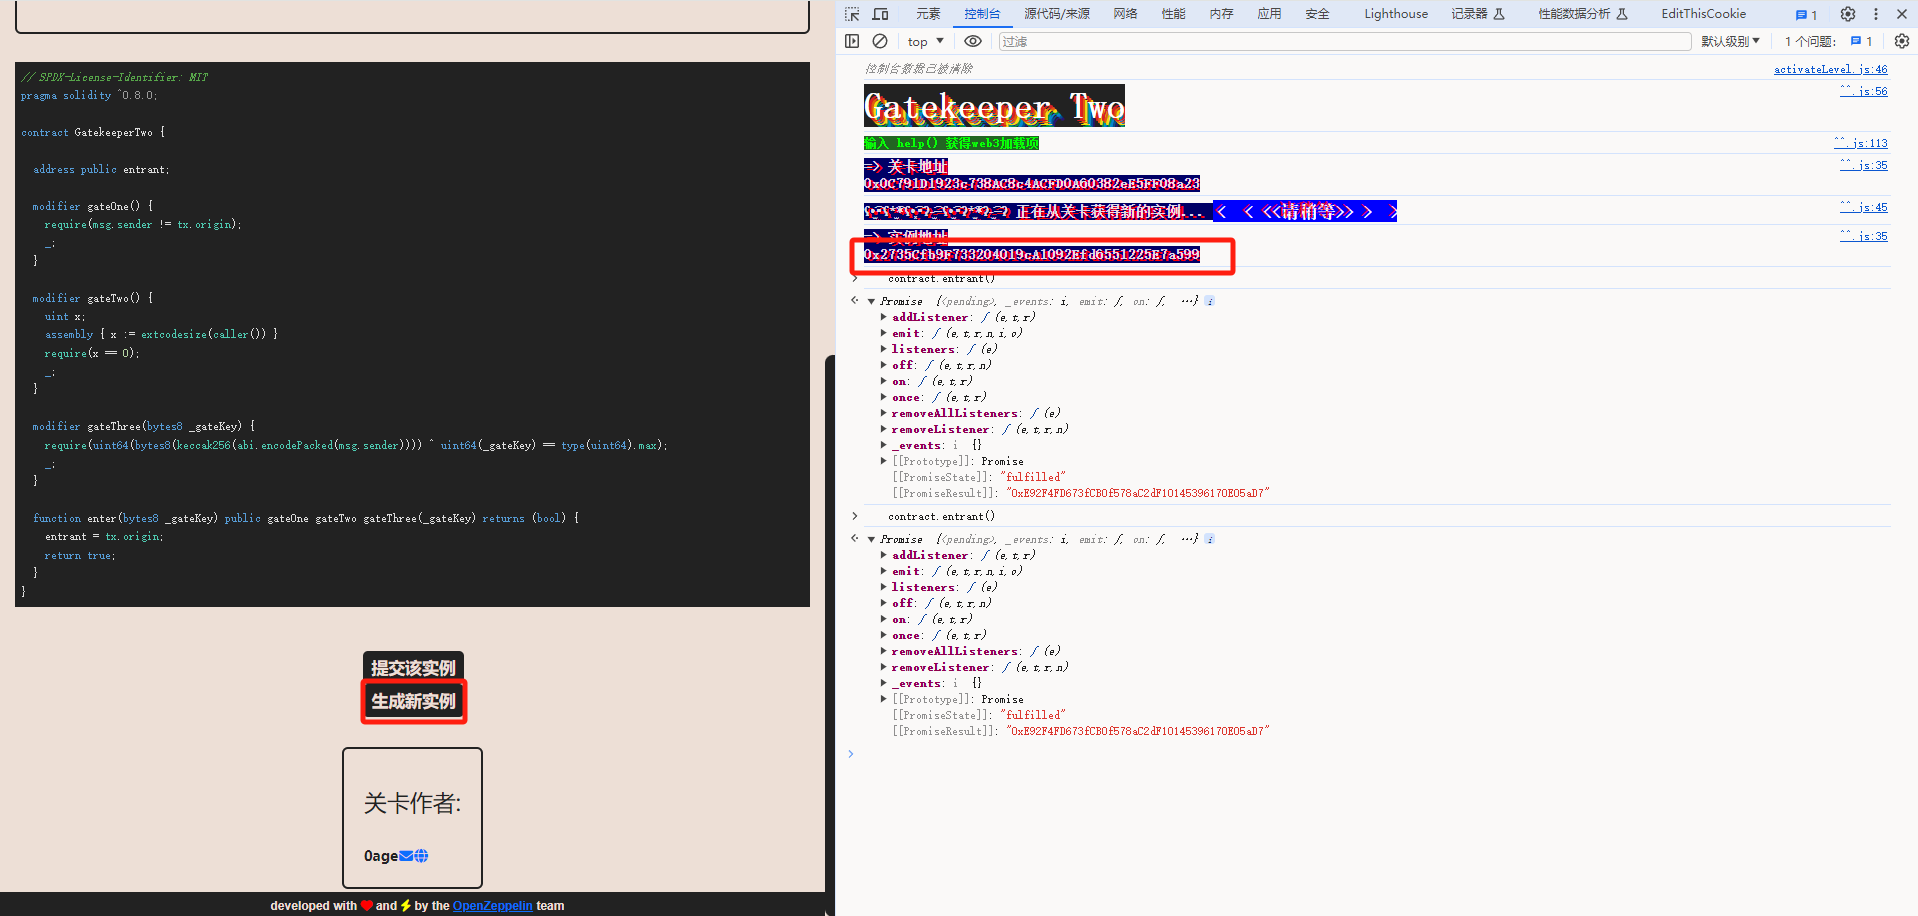 // SPDX-License-Identifier: MIT
pragma solidity ^0.8.0;
contract GatekeeperTwo {
address public entrant;
modifier gateOne() {
require(msg.sender != tx.origin);
_;
}
modifier gateTwo() {
uint x;
assembly { x := extcodesize(caller()) }
require(x == 0);
_;
}
modifier gateThree(bytes8 _gateKey) {
require(uint64(bytes8(keccak256(abi.encodePacked(msg.sender)))) ^ uint64(_gateKey) == type(uint64).max);
_;
}
function enter(bytes8 _gateKey) public gateOne gateTwo gateThree(_gateKey) returns (bool) {
entrant = tx.origin;
return true;
}
}
提交该实例
生成新实例
关卡作者:
0age
developed with and by the OpenZeppelin team
元素 控制台 源代码/来源 网络 性能 内存 应用 安全 Lighthouse 记录器 性能数据分析 EditThisCookie 1
top 过滤 默认级别 1 个问题: 1
控制台数据已被清除 activateLevel.js:46
Gatekeeper Two ^^.js:56
输入 help() 获得web3加载项 ^^.js:113
=> 关卡地址 ^^.js:35
0x0C791D1923c738AC8c4ACFD0A60382eE5FF08a23
正在从关卡获得新的实例... < < <<请稍等>> > > ^^.js:45
=> 实例地址 ^^.js:35
0x2735Cfb9F733204019cA1092Efd6551225E7a599
> contract.entrant()
Promise {<pending>, _events: i, emit: ƒ, on: ƒ, …}
addListener: ƒ (e,t,r)
emit: ƒ (e,t,r,n,i,o)
listeners: ƒ (e)
off: ƒ (e,t,r,n)
on: ƒ (e,t,r)
once: ƒ (e,t,r)
removeAllListeners: ƒ (e)
removeListener: ƒ (e,t,r,n)
_events: i {}
[[Prototype]]: Promise
[[PromiseState]]: "fulfilled"
[[PromiseResult]]: "0xE92F4FD673fCB0f578aC2dF10145396170E05aD7"
> contract.entrant()
Promise {<pending>, _events: i, emit: ƒ, on: ƒ, …}
addListener: ƒ (e,t,r)
emit: ƒ (e,t,r,n,i,o)
listeners: ƒ (e)
off: ƒ (e,t,r,n)
on: ƒ (e,t,r)
once: ƒ (e,t,r)
removeAllListeners: ƒ (e)
removeListener: ƒ (e,t,r,n)
_events: i {}
[[Prototype]]: Promise
[[PromiseState]]: "fulfilled"
[[PromiseResult]]: "0xE92F4FD673fCB0f578aC2dF10145396170E05aD7"
>